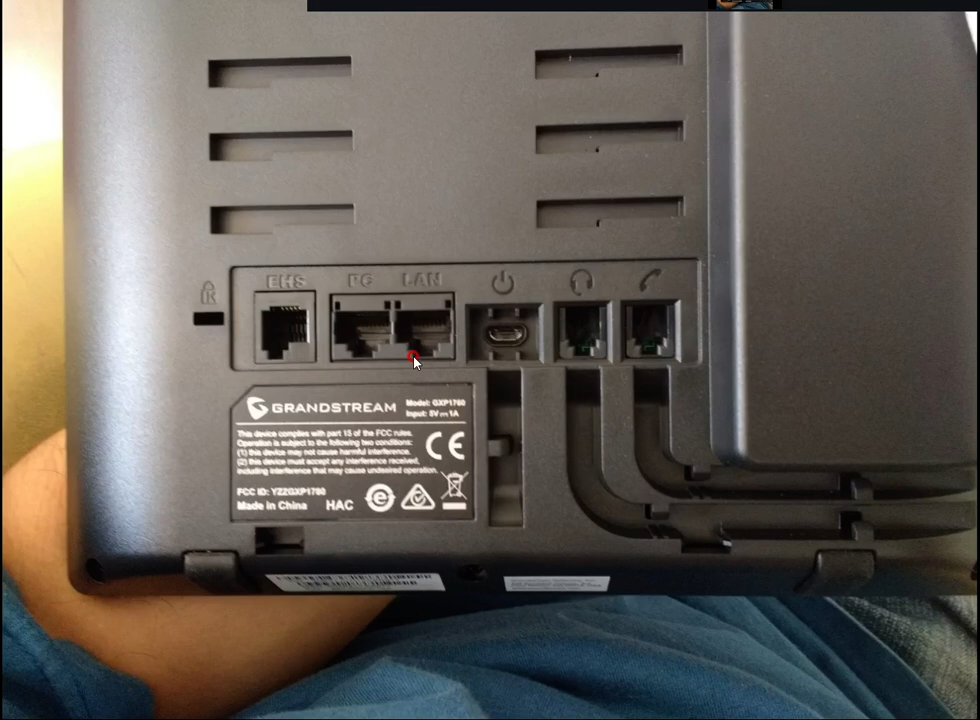 EHS PC LAN
K
GRANDSTREAM
Model: GXP1760
Input: 5V⎓1A
This device complies with part 15 of the FCC rules.
Operation is subject to the following two conditions:
(1) this device may not cause harmful interference.
(2) this device must accept any interference received,
including interference that may cause undesired operation.
CE
FCC ID: YZZGXP1780
Made in China
HAC